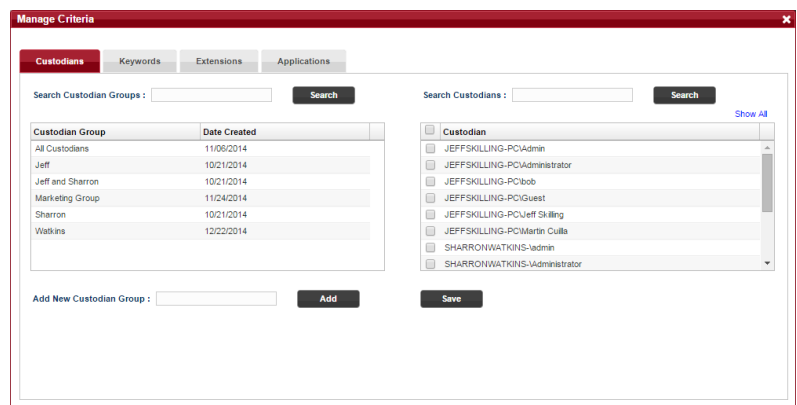 Manage Criteria
Custodians Keywords Extensions Applications
Search Custodian Groups : Search
Search Custodians : Search
Show All
Custodian Group Date Created
All Custodians 11/06/2014
Jeff 10/21/2014
Jeff and Sharron 10/21/2014
Marketing Group 11/24/2014
Sharron 10/21/2014
Watkins 12/22/2014
Custodian
JEFFSKILLING-PC\Admin
JEFFSKILLING-PC\Administrator
JEFFSKILLING-PC\bob
JEFFSKILLING-PC\Guest
JEFFSKILLING-PC\Jeff Skilling
JEFFSKILLING-PC\Martin Cuilla
SHARRONWATKINS-\admin
SHARRONWATKINS-\Administrator
Add New Custodian Group : Add
Save